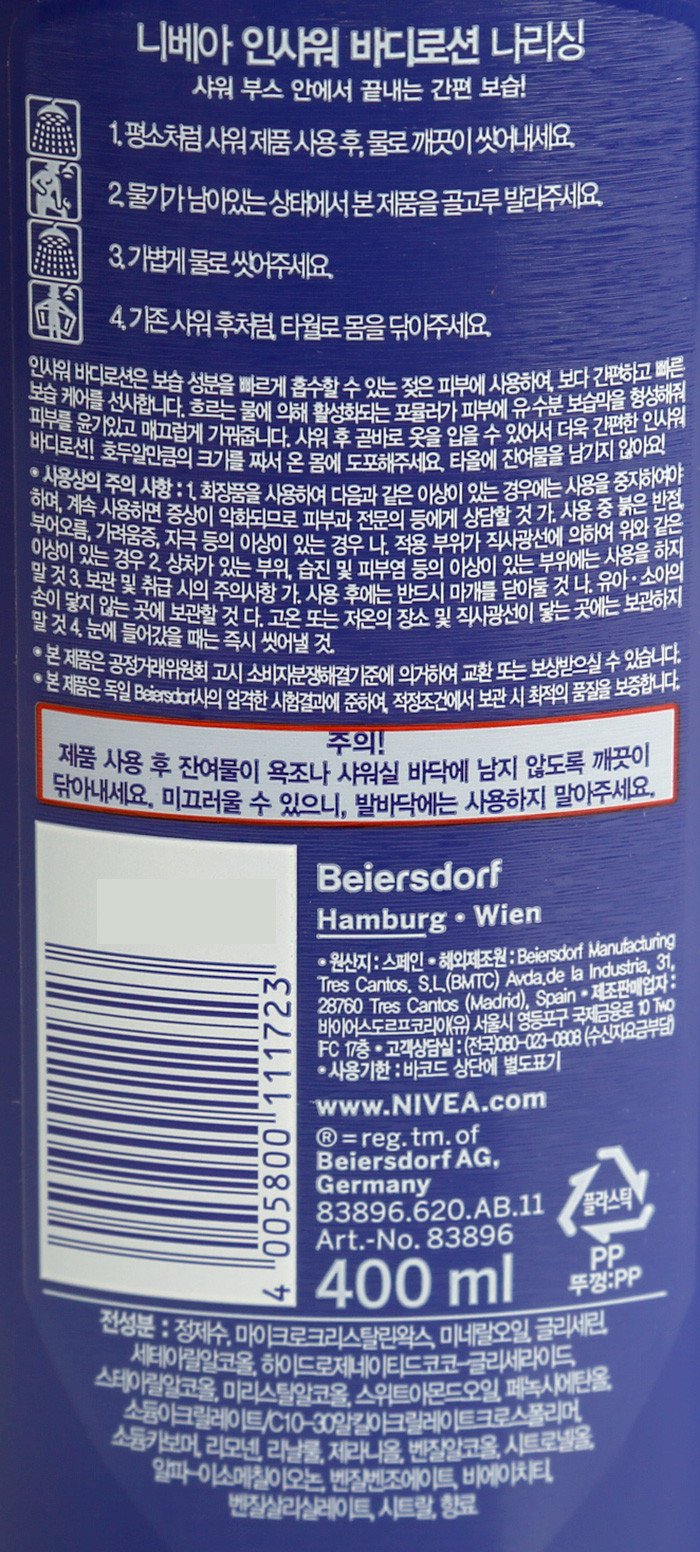 니베아 인샤워 바디로션 나리싱
샤워 부스 안에서 끝내는 간편 보습!
1. 평소처럼 샤워 제품 사용 후, 물로 깨끗이 씻어내세요.
2. 물기가 남아있는 상태에서 본 제품을 골고루 발라주세요.
3. 가볍게 물로 씻어주세요.
4. 기존 샤워 후처럼, 타월로 몸을 닦아주세요.
인샤워 바디로션은 보습 성분을 빠르게 흡수할 수 있는 젖은 피부에 사용하여, 보다 간편하고 빠른
보습 케어를 선사합니다. 흐르는 물에 의해 활성화되는 포뮬러가 피부에 유·수분 보습막을 형성해줘
피부를 윤기있고 매끄럽게 가꿔줍니다. 샤워 후 곧바로 옷을 입을 수 있어서 더욱 간편한 인샤워
바디로션! 호두알만큼의 크기를 짜서 온 몸에 도포해주세요. 타올에 잔여물을 남기지 않아요!
• 사용상의 주의 사항 : 1. 화장품을 사용하여 다음과 같은 이상이 있는 경우에는 사용을 중지하여야
하며, 계속 사용하면 증상이 악화되므로 피부과 전문의 등에게 상담할 것 가. 사용 중 붉은 반점,
부어오름, 가려움증, 자극 등의 이상이 있는 경우 나. 적용 부위가 직사광선에 의하여 위와 같은
이상이 있는 경우 2. 상처가 있는 부위, 습진 및 피부염 등의 이상이 있는 부위에는 사용을 하지
말 것 3. 보관 및 취급 시의 주의사항 가. 사용 후에는 반드시 마개를 닫아둘 것 나. 유아·소아의
손이 닿지 않는 곳에 보관할 것 다. 고온 또는 저온의 장소 및 직사광선이 닿는 곳에는 보관하지
말 것 4. 눈에 들어갔을 때는 즉시 씻어낼 것.
• 본 제품은 공정거래위원회 고시 소비자분쟁해결기준에 의거하여 교환 또는 보상받으실 수 있습니다.
• 본 제품은 독일 Beiersdorf사의 엄격한 시험결과에 준하여, 적정조건에서 보관 시 최적의 품질을 보증합니다.
주의!
제품 사용 후 잔여물이 욕조나 샤워실 바닥에 남지 않도록 깨끗이
닦아내세요. 미끄러울 수 있으니, 발바닥에는 사용하지 말아주세요.
4 005800 111723
Beiersdorf
Hamburg • Wien
• 원산지 : 스페인 • 해외제조원 : Beiersdorf Manufacturing
Tres Cantos, S.L.(BMTC) Avda.de la Industria, 31,
28760 Tres Cantos (Madrid), Spain • 제조판매업자 :
바이어스도르프코리아(유) 서울시 영등포구 국제금융로 10 Two
IFC 17층 • 고객상담실 : (전국)080-023-0808 (수신자요금부담)
• 사용기한 : 바코드 상단에 별도표기
www.NIVEA.com
® = reg. tm. of
Beiersdorf AG,
Germany
83896.620.AB.11
Art.-No. 83896
400 ml
플라스틱
PP
뚜껑:PP
전성분 : 정제수, 마이크로크리스탈린왁스, 미네랄오일, 글리세린,
세테아릴알코올, 하이드로제네이티드코코-글리세라이드,
스테아릴알코올, 미리스틸알코올, 스위트아몬드오일, 페녹시에탄올,
소듐아크릴레이트/C10-30알킬아크릴레이트크로스폴리머,
소듐카보머, 리모넨, 리날룰, 제라니올, 벤질알코올, 시트로넬올,
알파-이소메칠이오논, 벤질벤조에이트, 비에이치티,
벤질살리실레이트, 시트랄, 향료